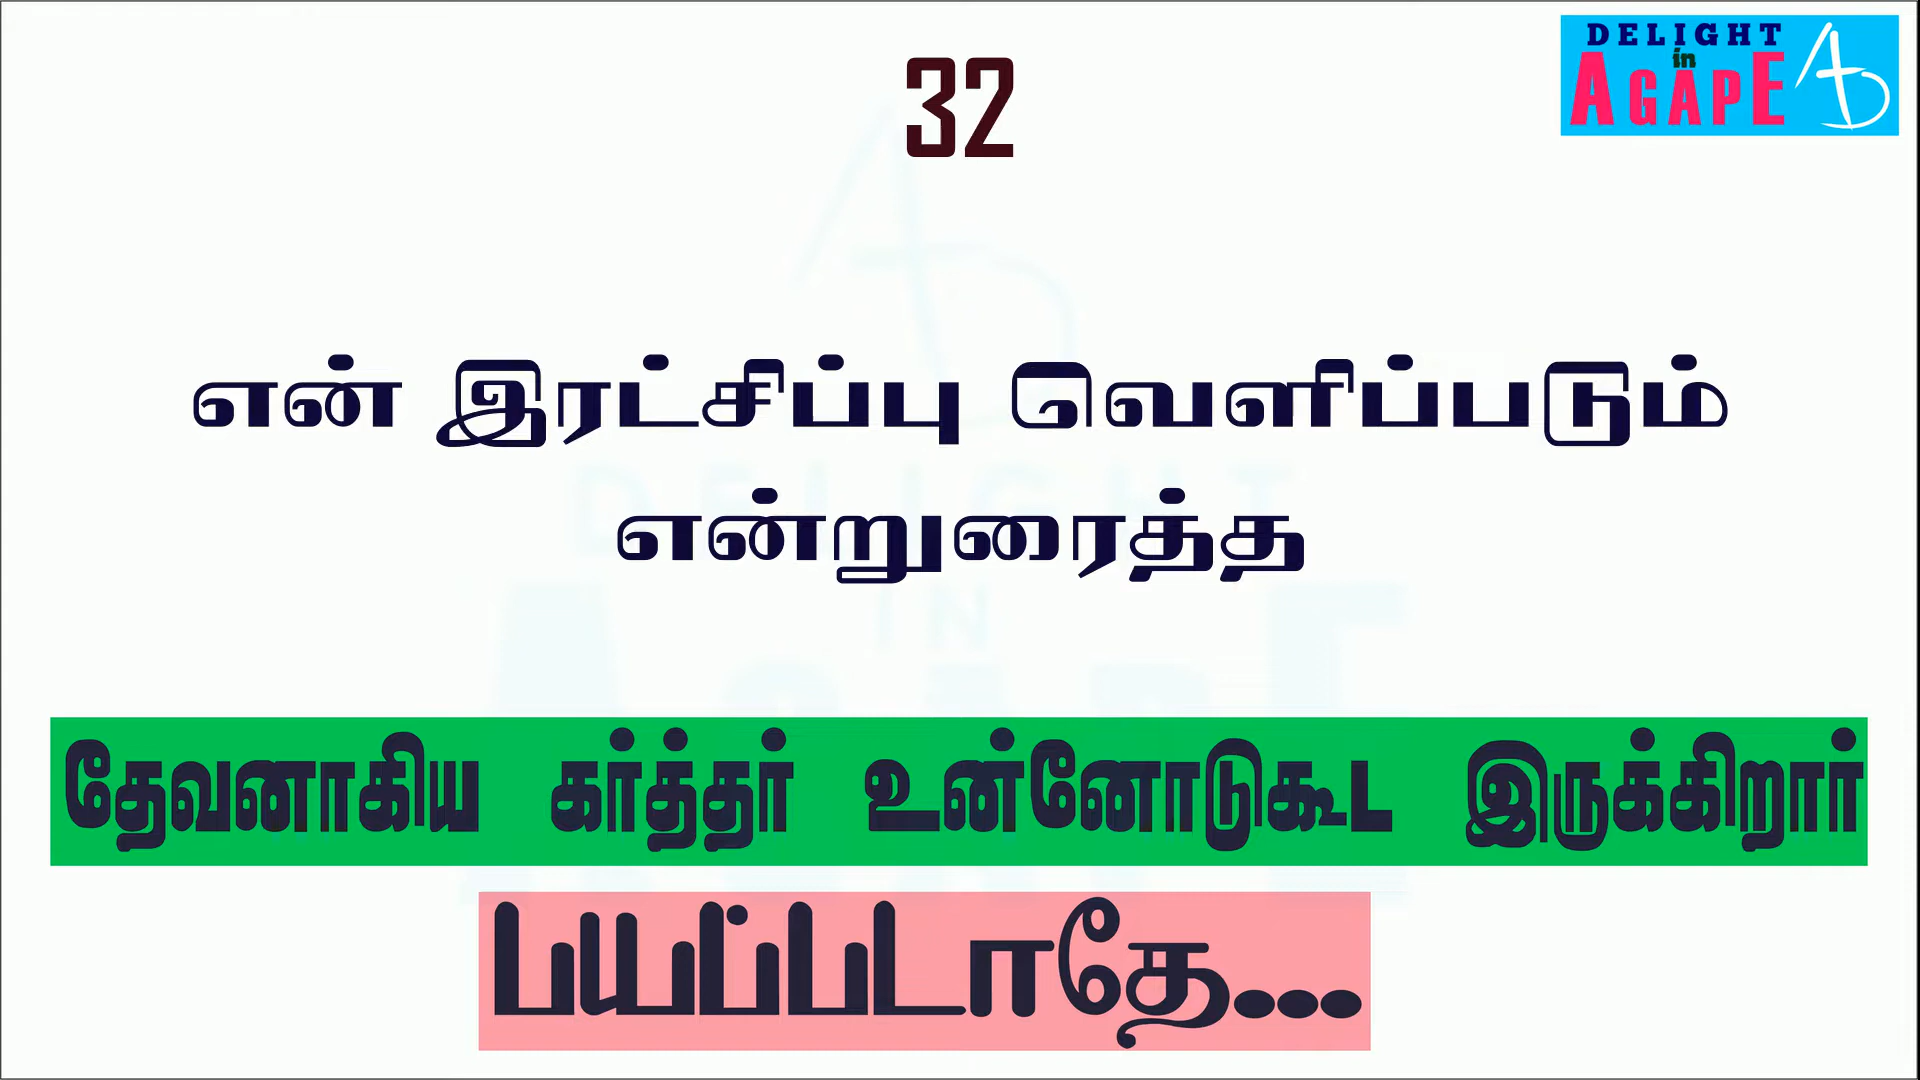 32
DELIGHT
in
AGAPE
என் இரட்சிப்பு வெளிப்படும்
என்றுரைத்த
தேவனாகிய கர்த்தர் உன்னோடுகூட இருக்கிறார்
பயப்படாதே...